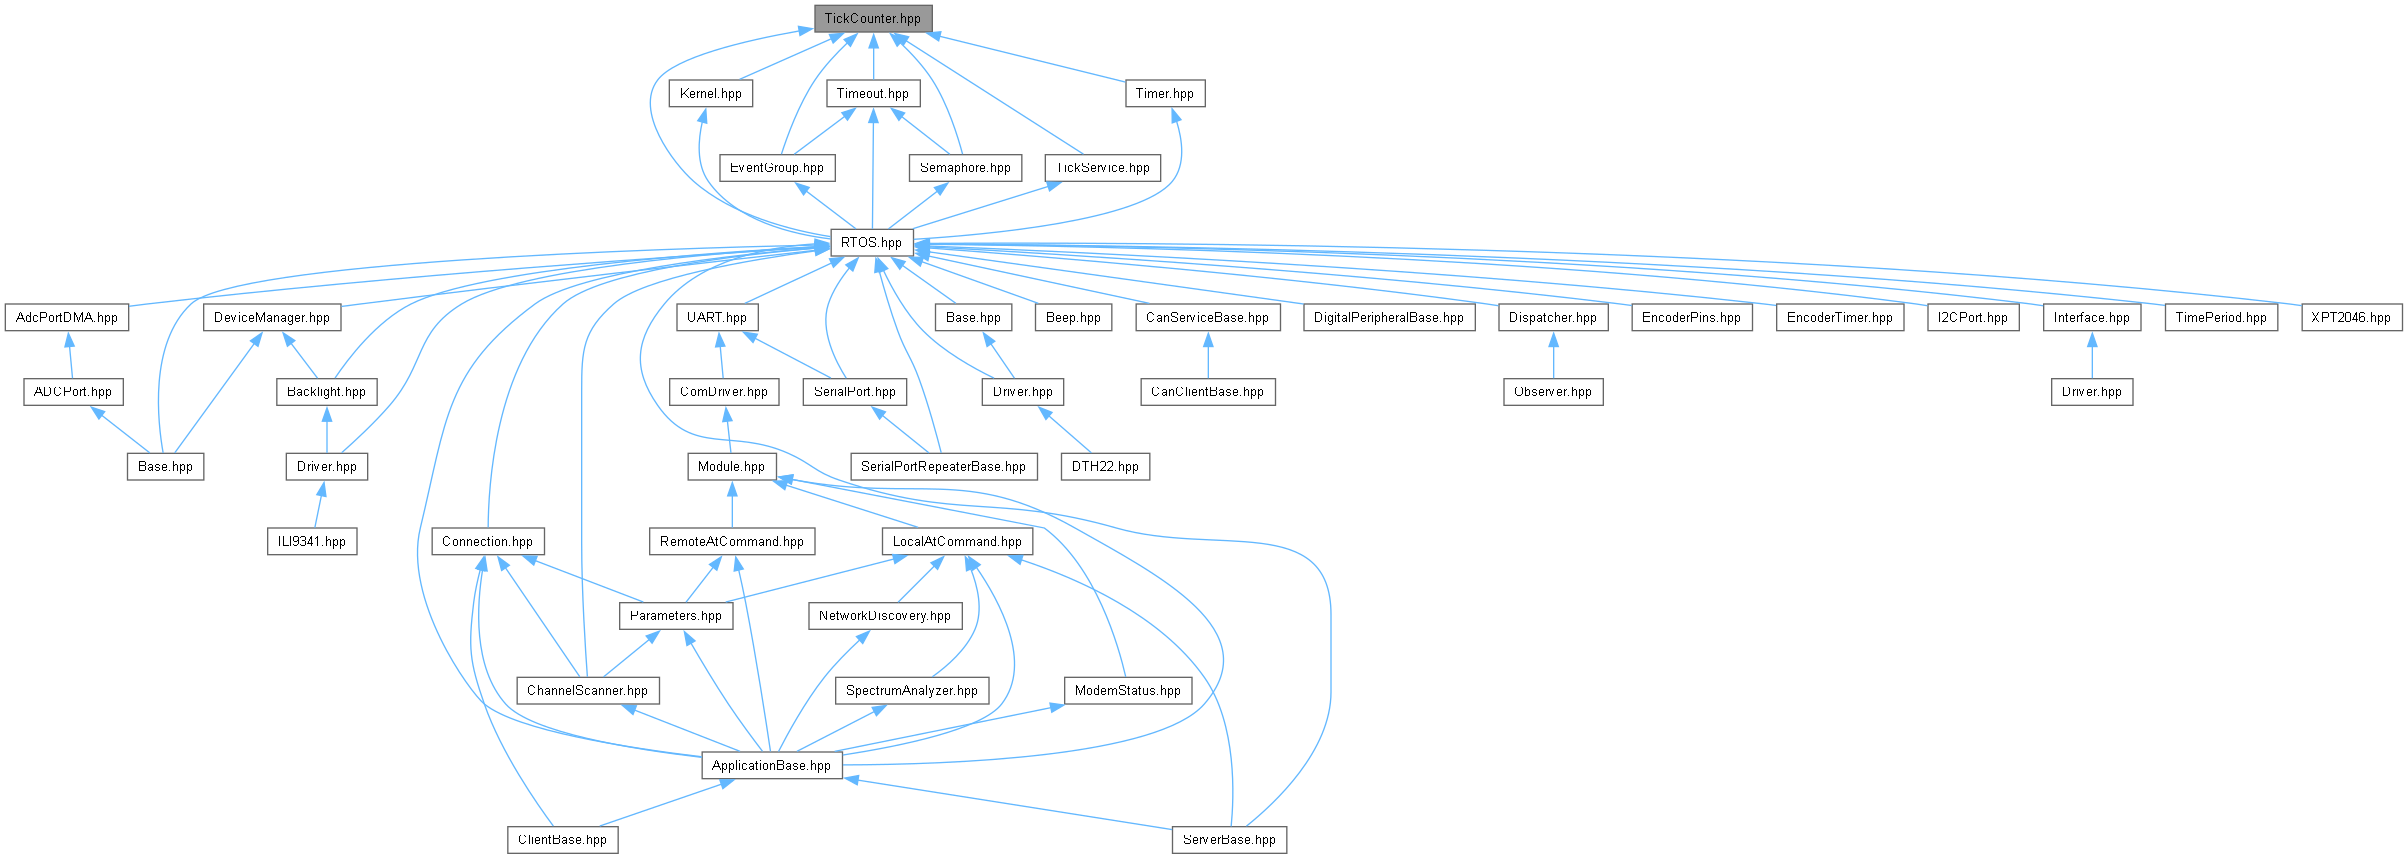 TickCounter.hpp
Kernel.hpp
Timeout.hpp
Timer.hpp
EventGroup.hpp
Semaphore.hpp
TickService.hpp
RTOS.hpp
AdcPortDMA.hpp
DeviceManager.hpp
UART.hpp
Base.hpp
Beep.hpp
CanServiceBase.hpp
DigitalPeripheralBase.hpp
Dispatcher.hpp
EncoderPins.hpp
EncoderTimer.hpp
I2CPort.hpp
Interface.hpp
TimePeriod.hpp
XPT2046.hpp
ADCPort.hpp
Backlight.hpp
ComDriver.hpp
SerialPort.hpp
Driver.hpp
CanClientBase.hpp
Observer.hpp
Driver.hpp
Base.hpp
Driver.hpp
Module.hpp
SerialPortRepeaterBase.hpp
DTH22.hpp
ILI9341.hpp
Connection.hpp
RemoteAtCommand.hpp
LocalAtCommand.hpp
Parameters.hpp
NetworkDiscovery.hpp
ChannelScanner.hpp
SpectrumAnalyzer.hpp
ModemStatus.hpp
ApplicationBase.hpp
ClientBase.hpp
ServerBase.hpp